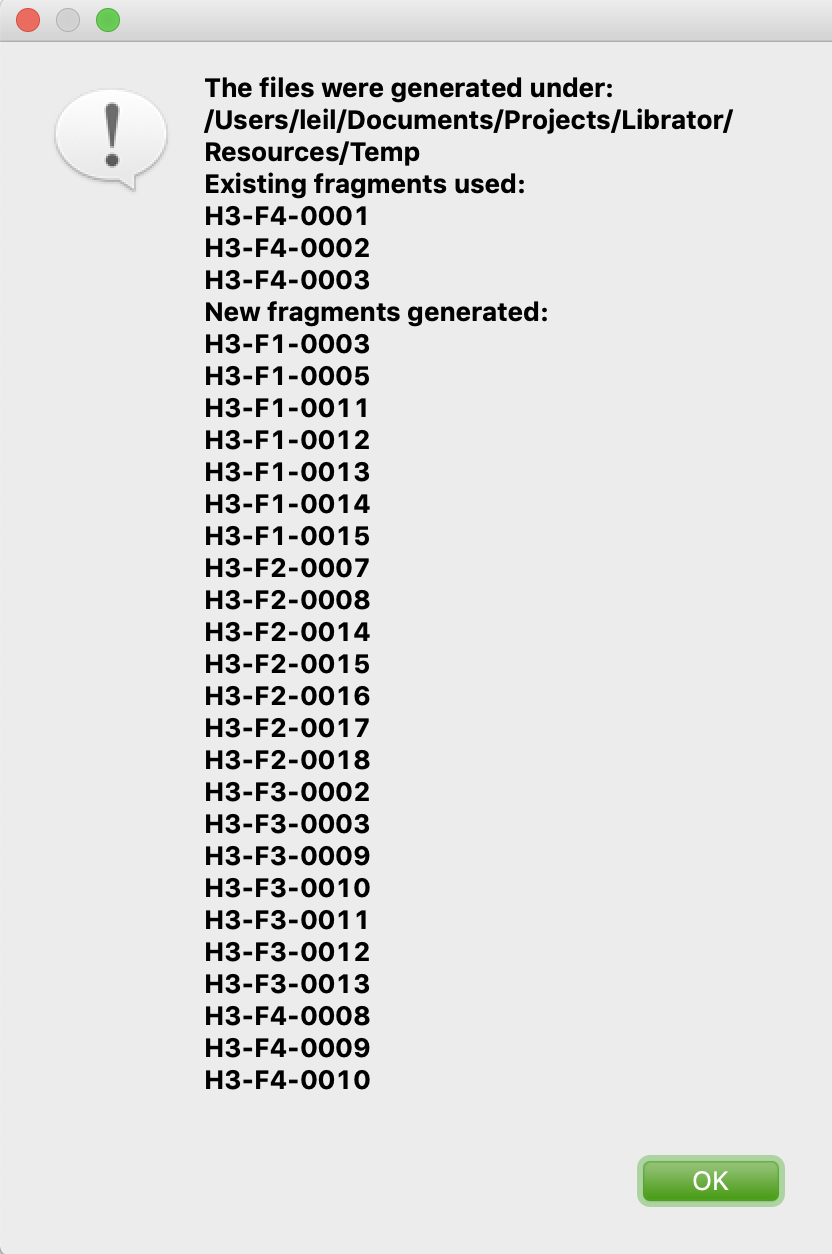 The files were generated under:
/Users/leil/Documents/Projects/Librator/
Resources/Temp
Existing fragments used:
H3-F4-0001
H3-F4-0002
H3-F4-0003
New fragments generated:
H3-F1-0003
H3-F1-0005
H3-F1-0011
H3-F1-0012
H3-F1-0013
H3-F1-0014
H3-F1-0015
H3-F2-0007
H3-F2-0008
H3-F2-0014
H3-F2-0015
H3-F2-0016
H3-F2-0017
H3-F2-0018
H3-F3-0002
H3-F3-0003
H3-F3-0009
H3-F3-0010
H3-F3-0011
H3-F3-0012
H3-F3-0013
H3-F4-0008
H3-F4-0009
H3-F4-0010
OK